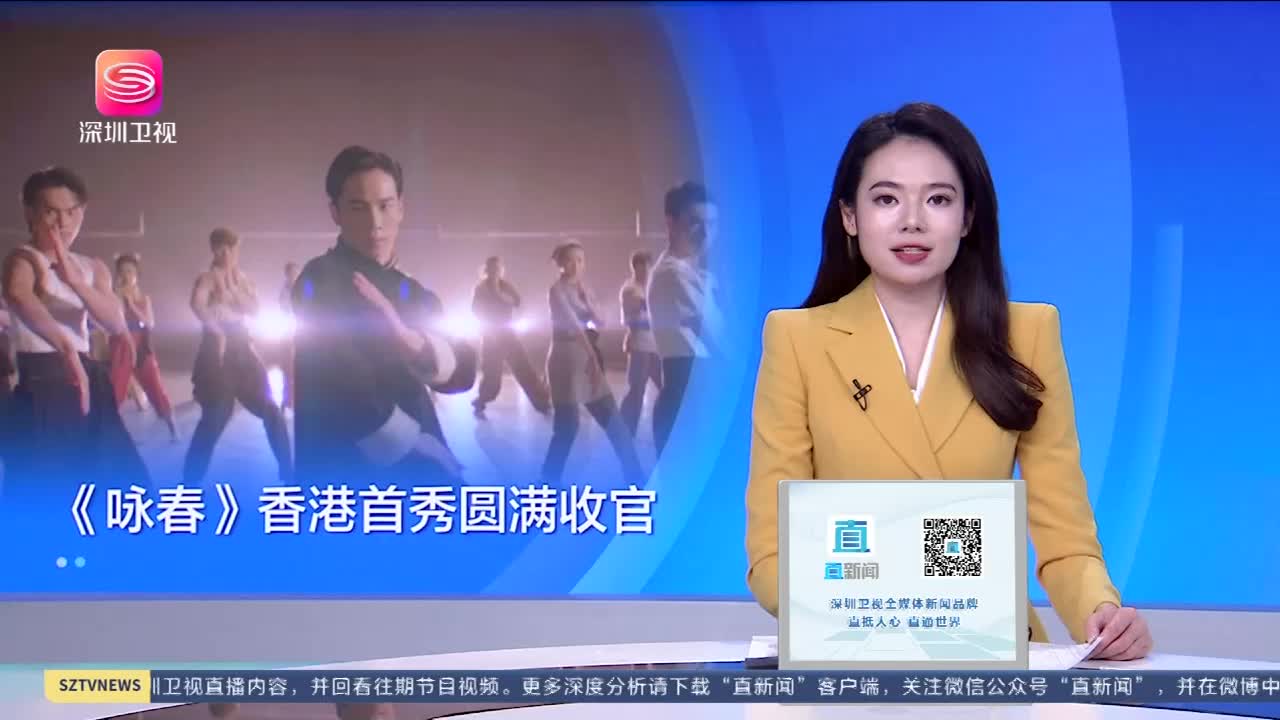 深圳卫视
《咏春》香港首秀圆满收官
直
直新闻
深圳卫视全媒体新闻品牌
直抵人心 直通世界
SZTVNEWS
圳卫视直播内容，并回看往期节目视频。更多深度分析请下载“直新闻”客户端，关注微信公众号“直新闻”，并在微博中